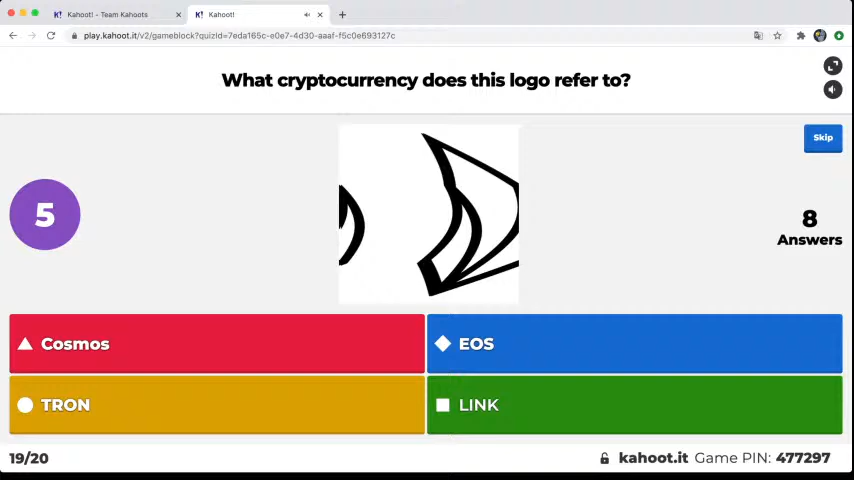 Kahoot! - Team Kahoots
Kahoot!
play.kahoot.it/v2/gameblock?quizId=7eda165c-e0e7-4d30-aaaf-f5c0e693127c
What cryptocurrency does this logo refer to?
Skip
5
8
Answers
Cosmos
EOS
TRON
LINK
19/20
kahoot.it Game PIN: 477297